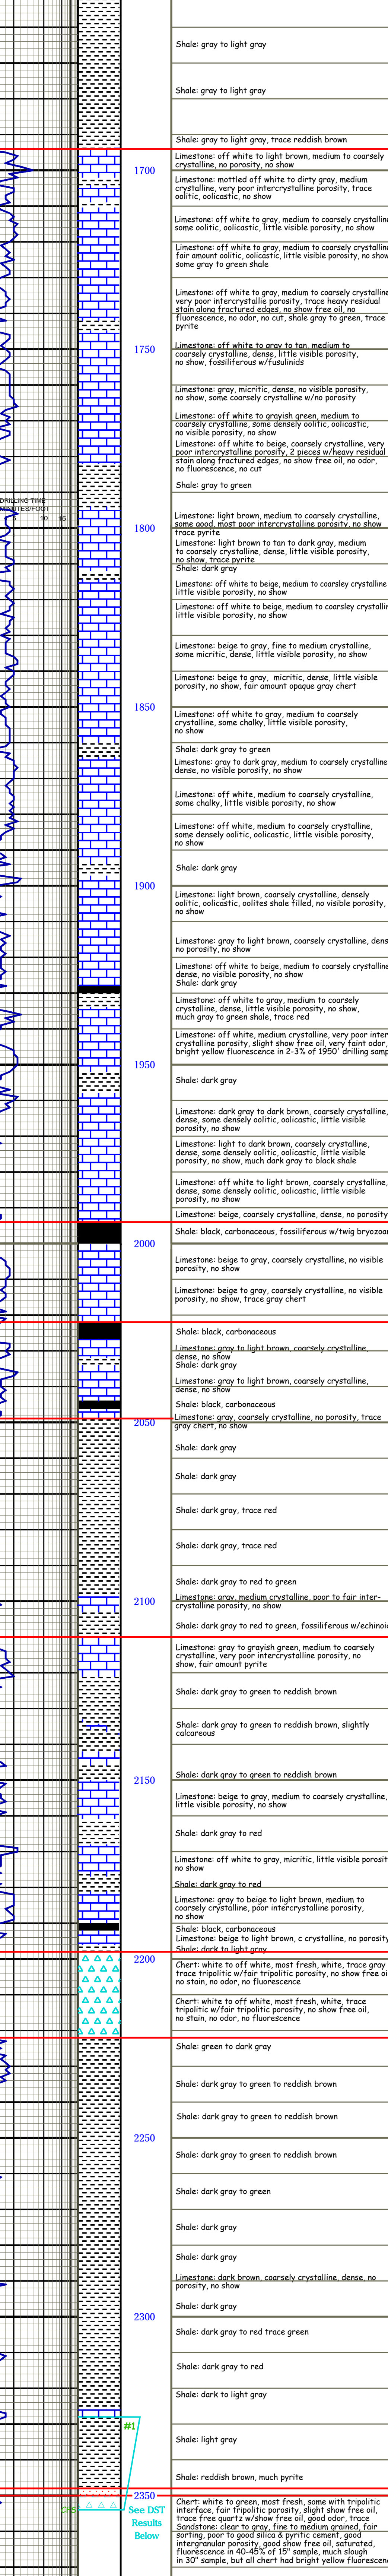 Shale: gray to light gray
Shale: gray to light gray
Shale: gray to light gray, trace reddish brown
Limestone: off white to light brown, medium to coarsely
crystalline, no porosity, no show
1700
Limestone: mottled off white to dirty gray, medium
crystalline, very poor intercrystalline porosity, trace
oolitic, oolicastic, no show
Limestone: off white to gray, medium to coarsely crystalline
some oolitic, oolicastic, little visible porosity, no show
Limestone: off white to gray, medium to coarsely crystalline
fair amount oolitic, oolicastic, little visible porosity, no show
some gray to green shale
Limestone: off white to gray, medium to coarsely crystalline
very poor intercrystallie porosity, trace heavy residual
stain along fractured edges, no show free oil, no
fluorescence, no odor, no cut, shale gray to green, trace
pyrite
1750
Limestone: off white to gray to tan, medium to
coarsely crystalline, dense, little visible porosity,
no show, fossiliferous w/fusulinids
Limestone: gray, micritic, dense, no visible porosity,
no show, some coarsely crystalline w/no porosity
Limestone: off white to grayish green, medium to
coarsely crystalline, some densely oolitic, oolicastic,
no visible porosity, no show
Limestone: off white to beige, coarsely crystalline, very
poor intercrystalline porosity, 2 pieces w/heavy residual
stain along fractured edges, no show free oil, no odor,
no fluorescence, no cut
Shale: gray to green
DRILLING TIME
MINUTES/FOOT
10 15
1800
Limestone: light brown, medium to coarsely crystalline,
some good, most poor intercrystalline porosity, no show
trace pyrite
Limestone: light brown to tan to dark gray, medium
to coarsely crystalline, dense, little visible porosity,
no show, trace pyrite
Shale: dark gray
Limestone: off white to beige, medium to coarsley crystalline
little visible porosity, no show
Limestone: off white to beige, medium to coarsley crystallin
little visible porosity, no show
Limestone: beige to gray, fine to medium crystalline,
some micritic, dense, little visible porosity, no show
Limestone: beige to gray, micritic, dense, little visible
porosity, no show, fair amount opaque gray chert
1850
Limestone: off white to gray, medium to coarsely
crystalline, some chalky, little visible porosity,
no show
Shale: dark gray to green
Limestone: gray to dark gray, medium to coarsely crystalline
dense, no visible porosity, no show
Limestone: off white, medium to coarsely crystalline,
some chalky, little visible porosity, no show
Limestone: off white, medium to coarsely crystalline,
some densely oolitic, oolicastic, little visible porosity,
no show
Shale: dark gray
1900
Limestone: light brown, coarsely crystalline, densely
oolitic, oolicastic, oolites shale filled, no visible porosity,
no show
Limestone: gray to light brown, coarsely crystalline, dens
no visible porosity, no show
Limestone: off white to beige, medium to coarsely crystalline
dense, no visible porosity, no show
Shale: dark gray
Limestone: off white to gray, medium to coarsely
crystalline, dense, little visible porosity, no show,
much gray to green shale, trace red
Limestone: off white, medium crystalline, very poor inter
crystalline porosity, slight show free oil, very faint odor,
bright yellow fluorescence in 2-3% of 1950' drilling samp
1950
Shale: dark gray
Limestone: dark gray to dark brown, coarsely crystalline,
dense, some densely oolitic, oolicastic, little visible
porosity, no show
Limestone: light to dark brown, coarsely crystalline,
dense, some densely oolitic, oolicastic, little visible
porosity, no show, much dark gray to black shale
Limestone: off white to light brown, coarsely crystalline,
dense, some densely oolitic, oolicastic, little visible
porosity, no show
Limestone: beige, coarsely crystalline, dense, no porosity
Shale: black, carbonaceous, fossiliferous w/twig bryozoan
2000
Limestone: beige to gray, coarsely crystalline, no visible
porosity, no show
Limestone: beige to gray, coarsely crystalline, no visible
porosity, no show, trace gray chert
Shale: black, carbonaceous
Limestone: gray to light brown, coarsely crystalline,
dense, no show
Shale: dark gray
Limestone: gray to light brown, coarsely crystalline,
dense, no show
Shale: black, carbonaceous
Limestone: gray, coarsely crystalline, no porosity, trace
gray chert, no show
2050
Shale: dark gray
Shale: dark gray
Shale: dark gray, trace red
Shale: dark gray, trace red
Shale: dark gray to red to green
2100
Limestone: gray, medium crystalline, poor to fair inter-
crystalline porosity, no show
Shale: dark gray to red to green, fossiliferous w/echinoi
Limestone: gray to grayish green, medium to coarsely
crystalline, very poor intercrystalline porosity, no
show, fair amount pyrite
Shale: dark gray to green to reddish brown
Shale: dark gray to green to reddish brown, slightly
calcareous
Shale: dark gray to green to reddish brown
2150
Limestone: beige to gray, medium to coarsely crystalline,
little visible porosity, no show
Shale: dark gray to red
Limestone: off white to gray, micritic, little visible porosit
no show
Shale: dark gray to red
Limestone: gray to beige to light brown, medium to
coarsely crystalline, poor intercrystalline porosity,
no show
Shale: black, carbonaceous
Limestone: beige to light brown, c crystalline, no porosity
Shale: dark to light gray
2200
Chert: white to off white, most fresh, white, trace gray
trace tripolitic w/fair tripolitic porosity, no show free oi
no stain, no odor, no fluorescence
Chert: white to off white, most fresh, white, trace
tripolitic w/fair tripolitic porosity, no show free oil,
no stain, no odor, no fluorescence
Shale: green to dark gray
Shale: dark gray to green to reddish brown
Shale: dark gray to green to reddish brown
2250
Shale: dark gray to green to reddish brown
Shale: dark gray to green
Shale: dark gray
Shale: dark gray
Limestone: dark brown, coarsely crystalline, dense, no
porosity, no show
Shale: dark gray
2300
Shale: dark gray to red trace green
Shale: dark gray to red
Shale: dark to light gray
#1
Shale: light gray
Shale: reddish brown, much pyrite
2350
CFS
See DST
Results
Below
Chert: white to green, most fresh, some with tripolitic
interface, fair tripolitic porosity, slight show free oil,
trace free quartz w/show free oil, good odor, trace
Sandstone: clear to gray, fine to medium grained, fair
sorting, poor to good silica & pyritic cement, good
intergranular porosity, good show free oil, saturated,
fluorescence in 40-45% of 15" sample, much slough
in 30" sample, but all chert had bright yellow fluorescen